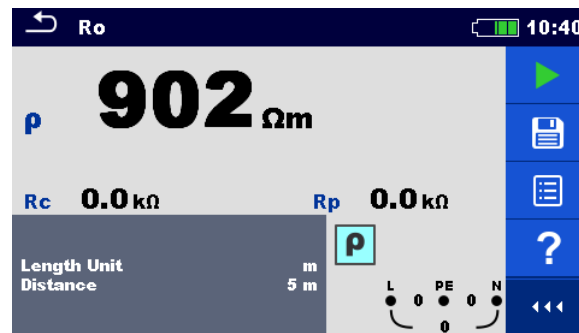 Ro 10:40
ρ 902 Ωm
Rc 0.0 kΩ Rp 0.0 kΩ
ρ
Length Unit m
Distance 5 m
L PE N
0 0
0
?